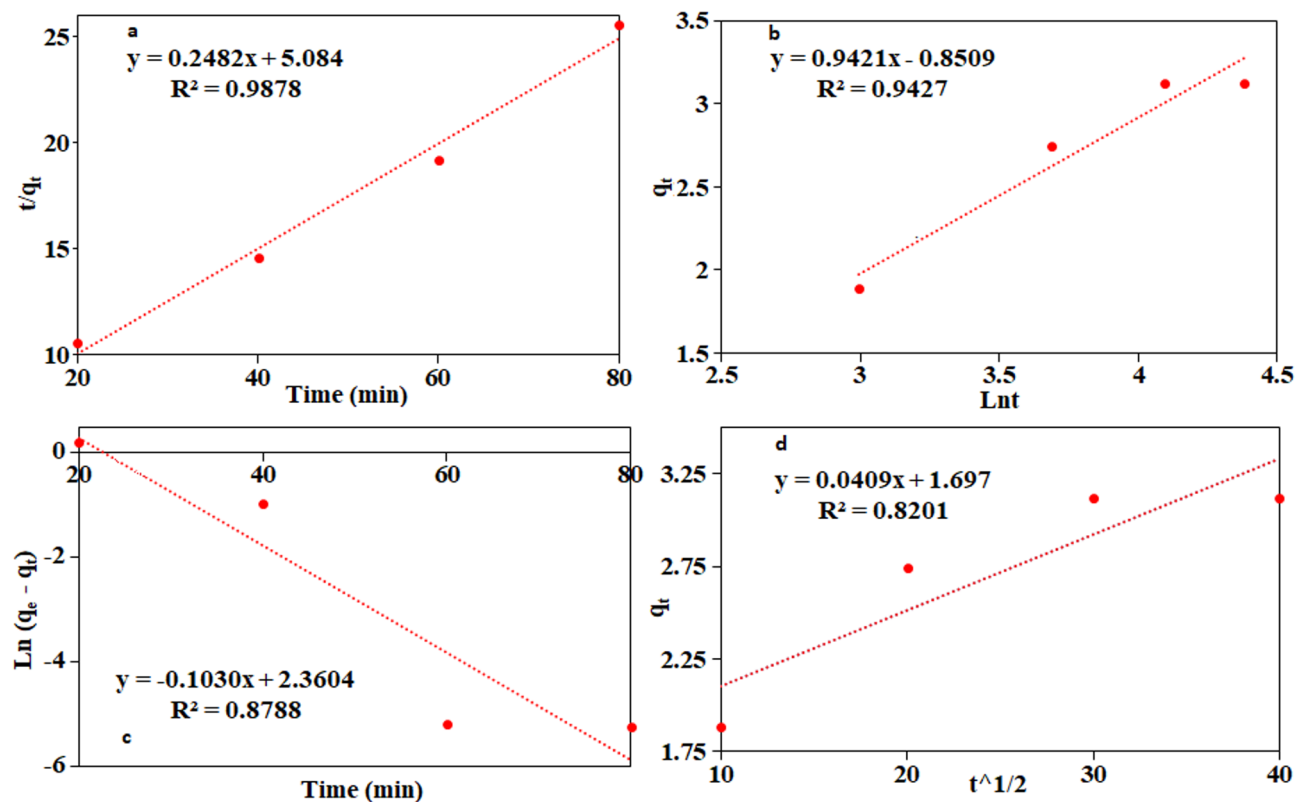 a
y = 0.2482x + 5.084
R² = 0.9878
25
20
15
10
t/qt
20 40 60 80
Time (min)
b
y = 0.9421x - 0.8509
R² = 0.9427
3.5
3
2.5
2
1.5
qt
2.5 3 3.5 4 4.5
Lnt
0
-2
-4
-6
20 40 60 80
Ln (qe - qt)
y = -0.1030x + 2.3604
R² = 0.8788
c
Time (min)
d
y = 0.0409x + 1.697
R² = 0.8201
3.25
2.75
2.25
1.75
qt
10 20 30 40
t^1/2